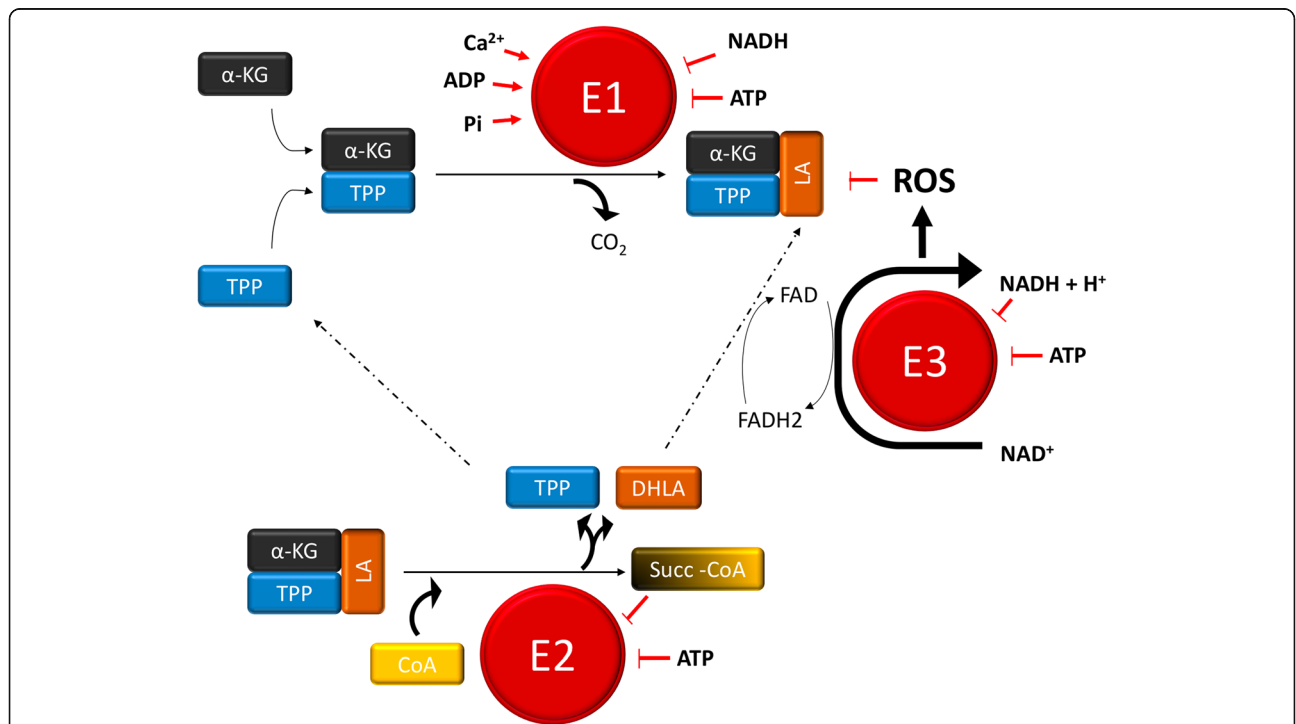 α-KG
Ca²⁺
ADP
Pi
E1
NADH
ATP
α-KG
TPP
α-KG
TPP
LA
ROS
CO₂
TPP
FAD
FADH2
NADH + H⁺
E3
ATP
NAD⁺
TPP
DHLA
α-KG
TPP
LA
Succ -CoA
CoA
E2
ATP